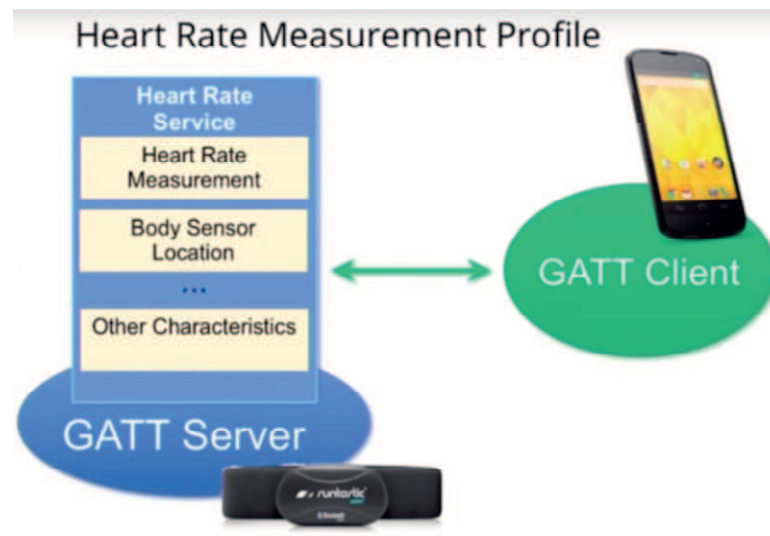 Heart Rate Measurement Profile
Heart Rate
Service
Heart Rate
Measurement
Body Sensor
Location
...
Other Characteristics
GATT Client
GATT Server
runtastic